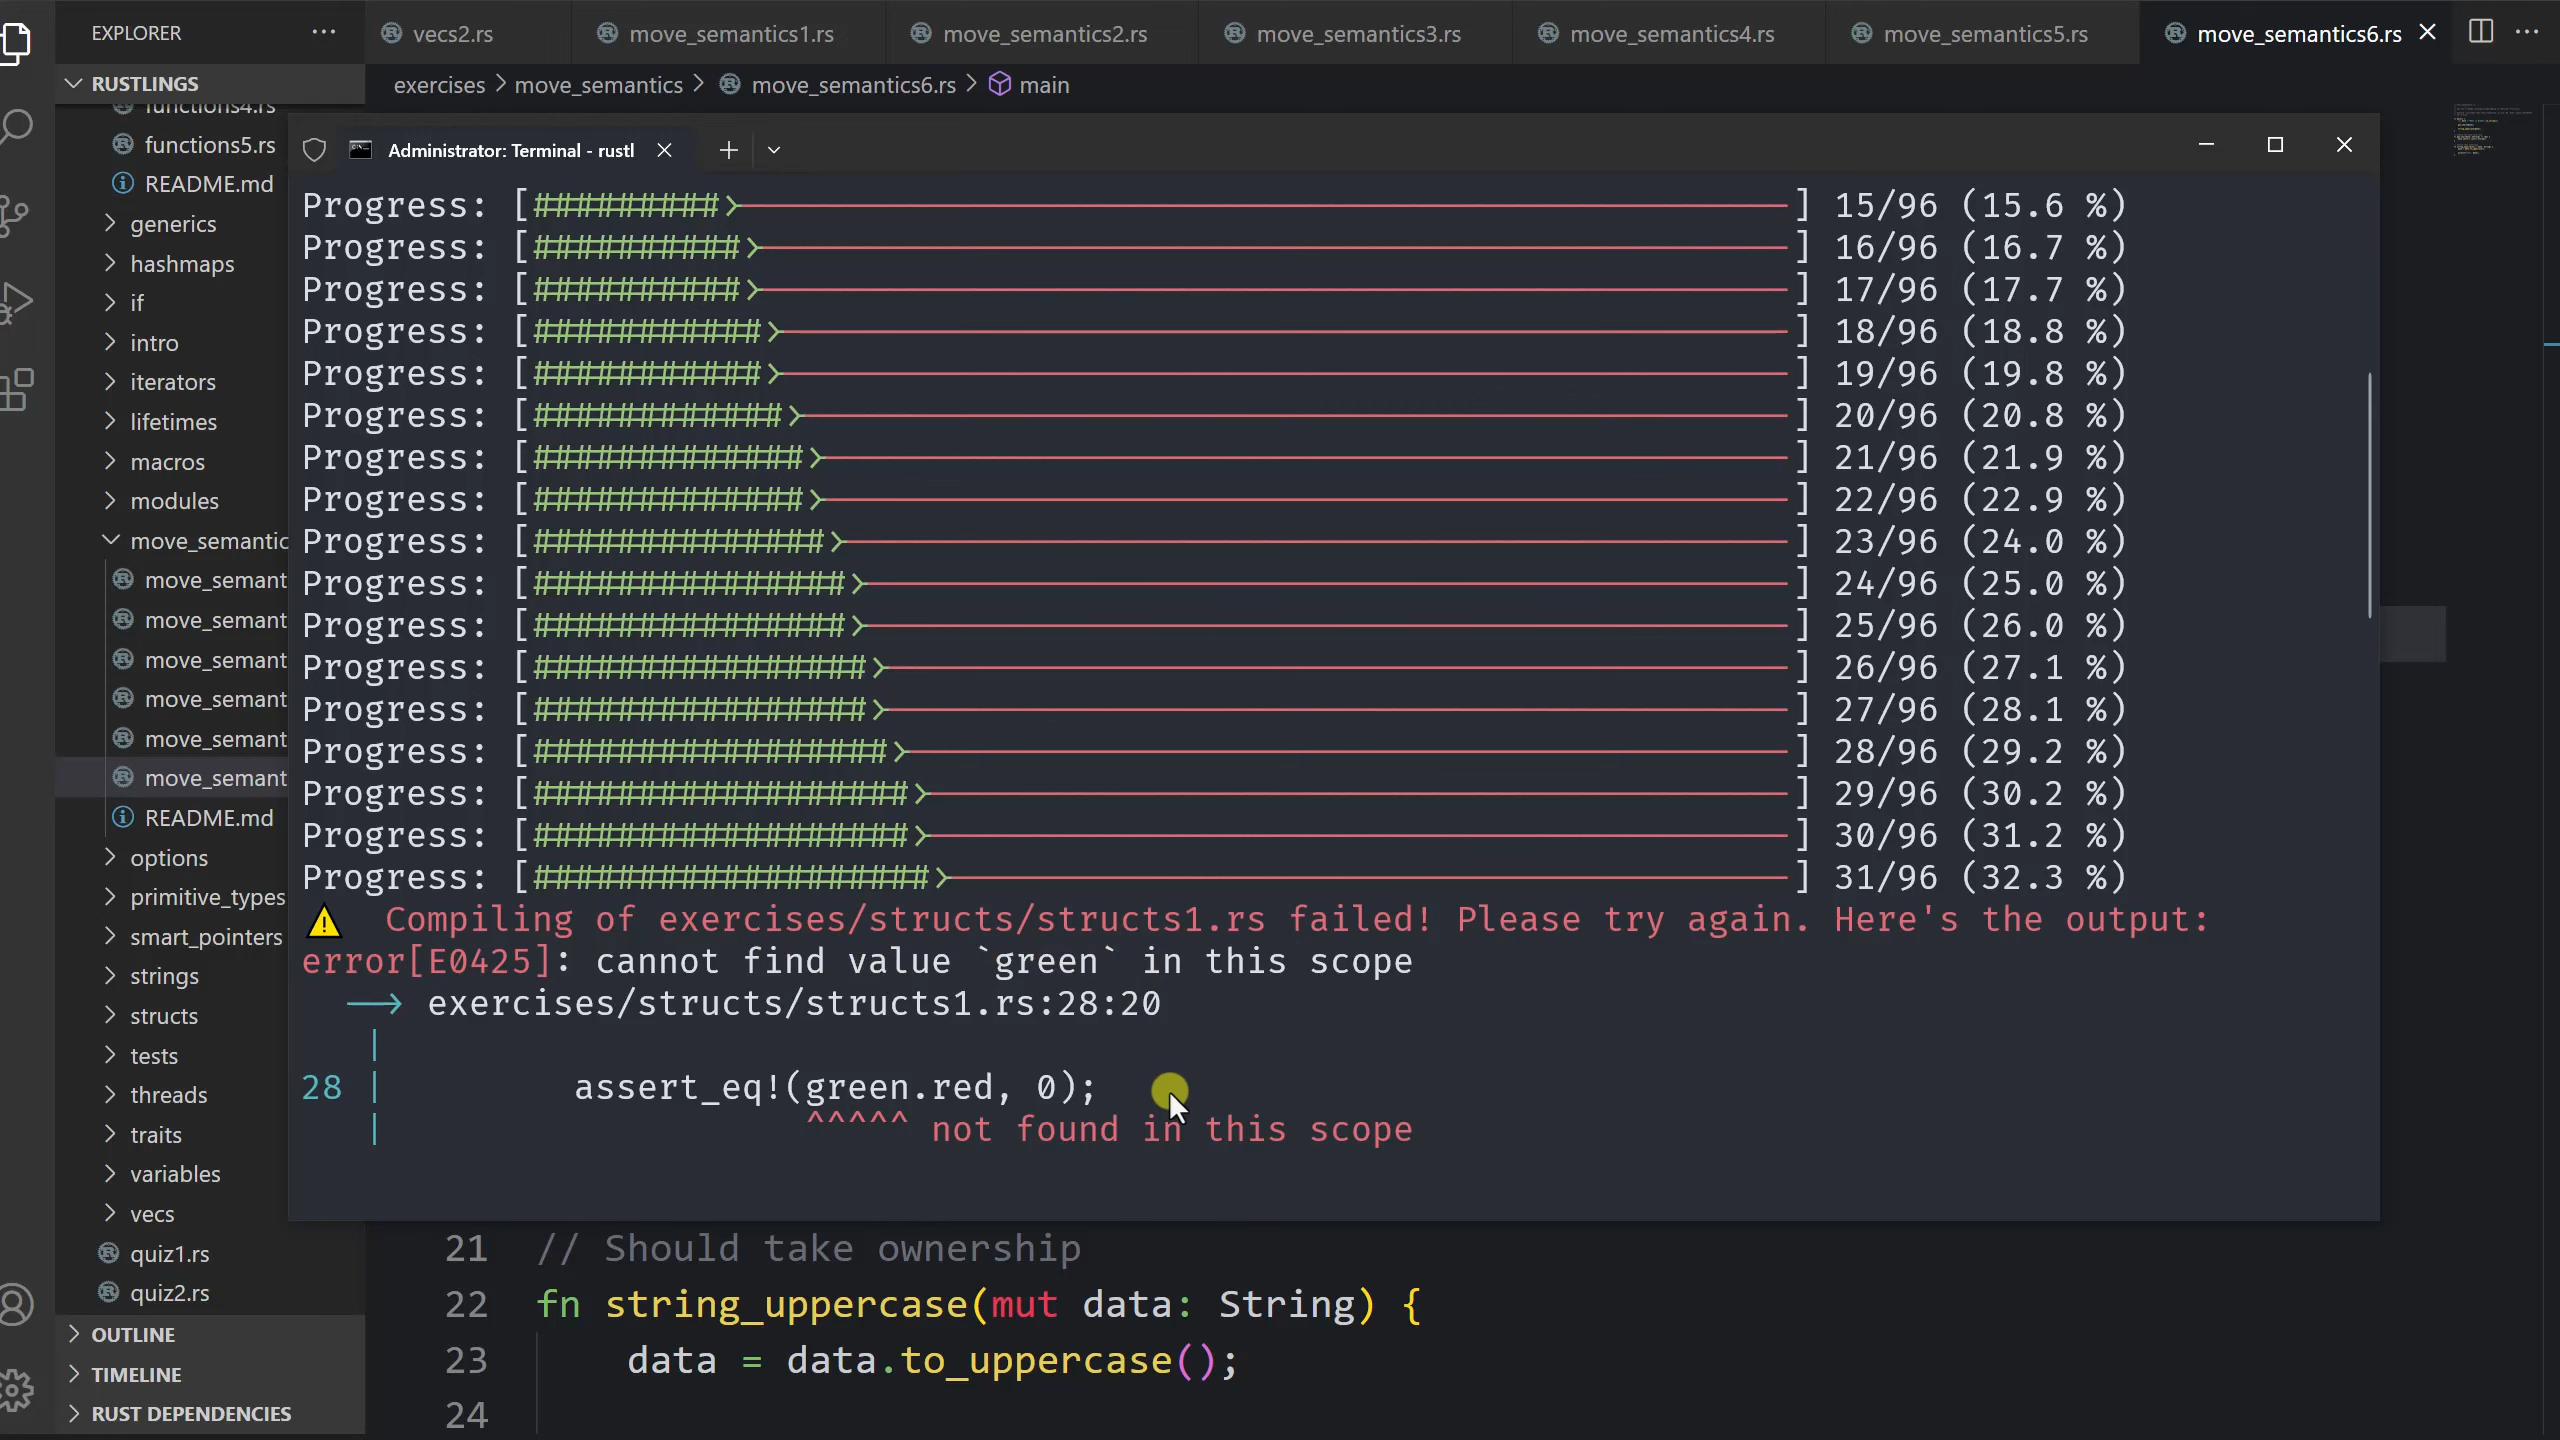 EXPLORER
vecs2.rs
move_semantics1.rs
move_semantics2.rs
move_semantics3.rs
move_semantics4.rs
move_semantics5.rs
move_semantics6.rs
RUSTLINGS
exercises > move_semantics > move_semantics6.rs > main
functions4.rs
functions5.rs
README.md
generics
hashmaps
if
intro
iterators
lifetimes
macros
modules
move_semantic
move_semant
move_semant
move_semant
move_semant
move_semant
move_semant
README.md
options
primitive_types
smart_pointers
strings
structs
tests
threads
traits
variables
vecs
quiz1.rs
quiz2.rs
OUTLINE
TIMELINE
RUST DEPENDENCIES
Administrator: Terminal - rustl
Progress: [#########>---] 15/96 (15.6 %)
Progress: [##########>---] 16/96 (16.7 %)
Progress: [##########>---] 17/96 (17.7 %)
Progress: [###########>---] 18/96 (18.8 %)
Progress: [###########>---] 19/96 (19.8 %)
Progress: [############>---] 20/96 (20.8 %)
Progress: [#############>---] 21/96 (21.9 %)
Progress: [#############>---] 22/96 (22.9 %)
Progress: [##############>---] 23/96 (24.0 %)
Progress: [###############>---] 24/96 (25.0 %)
Progress: [###############>---] 25/96 (26.0 %)
Progress: [################>---] 26/96 (27.1 %)
Progress: [################>---] 27/96 (28.1 %)
Progress: [#################>---] 28/96 (29.2 %)
Progress: [##################>---] 29/96 (30.2 %)
Progress: [##################>---] 30/96 (31.2 %)
Progress: [###################>---] 31/96 (32.3 %)
Compiling of exercises/structs/structs1.rs failed! Please try again. Here's the output:
error[E0425]: cannot find value `green` in this scope
--> exercises/structs/structs1.rs:28:20
|
28 | assert_eq!(green.red, 0);
| ^^^^^ not found in this scope
21 // Should take ownership
22 fn string_uppercase(mut data: String) {
23 data = data.to_uppercase();
24